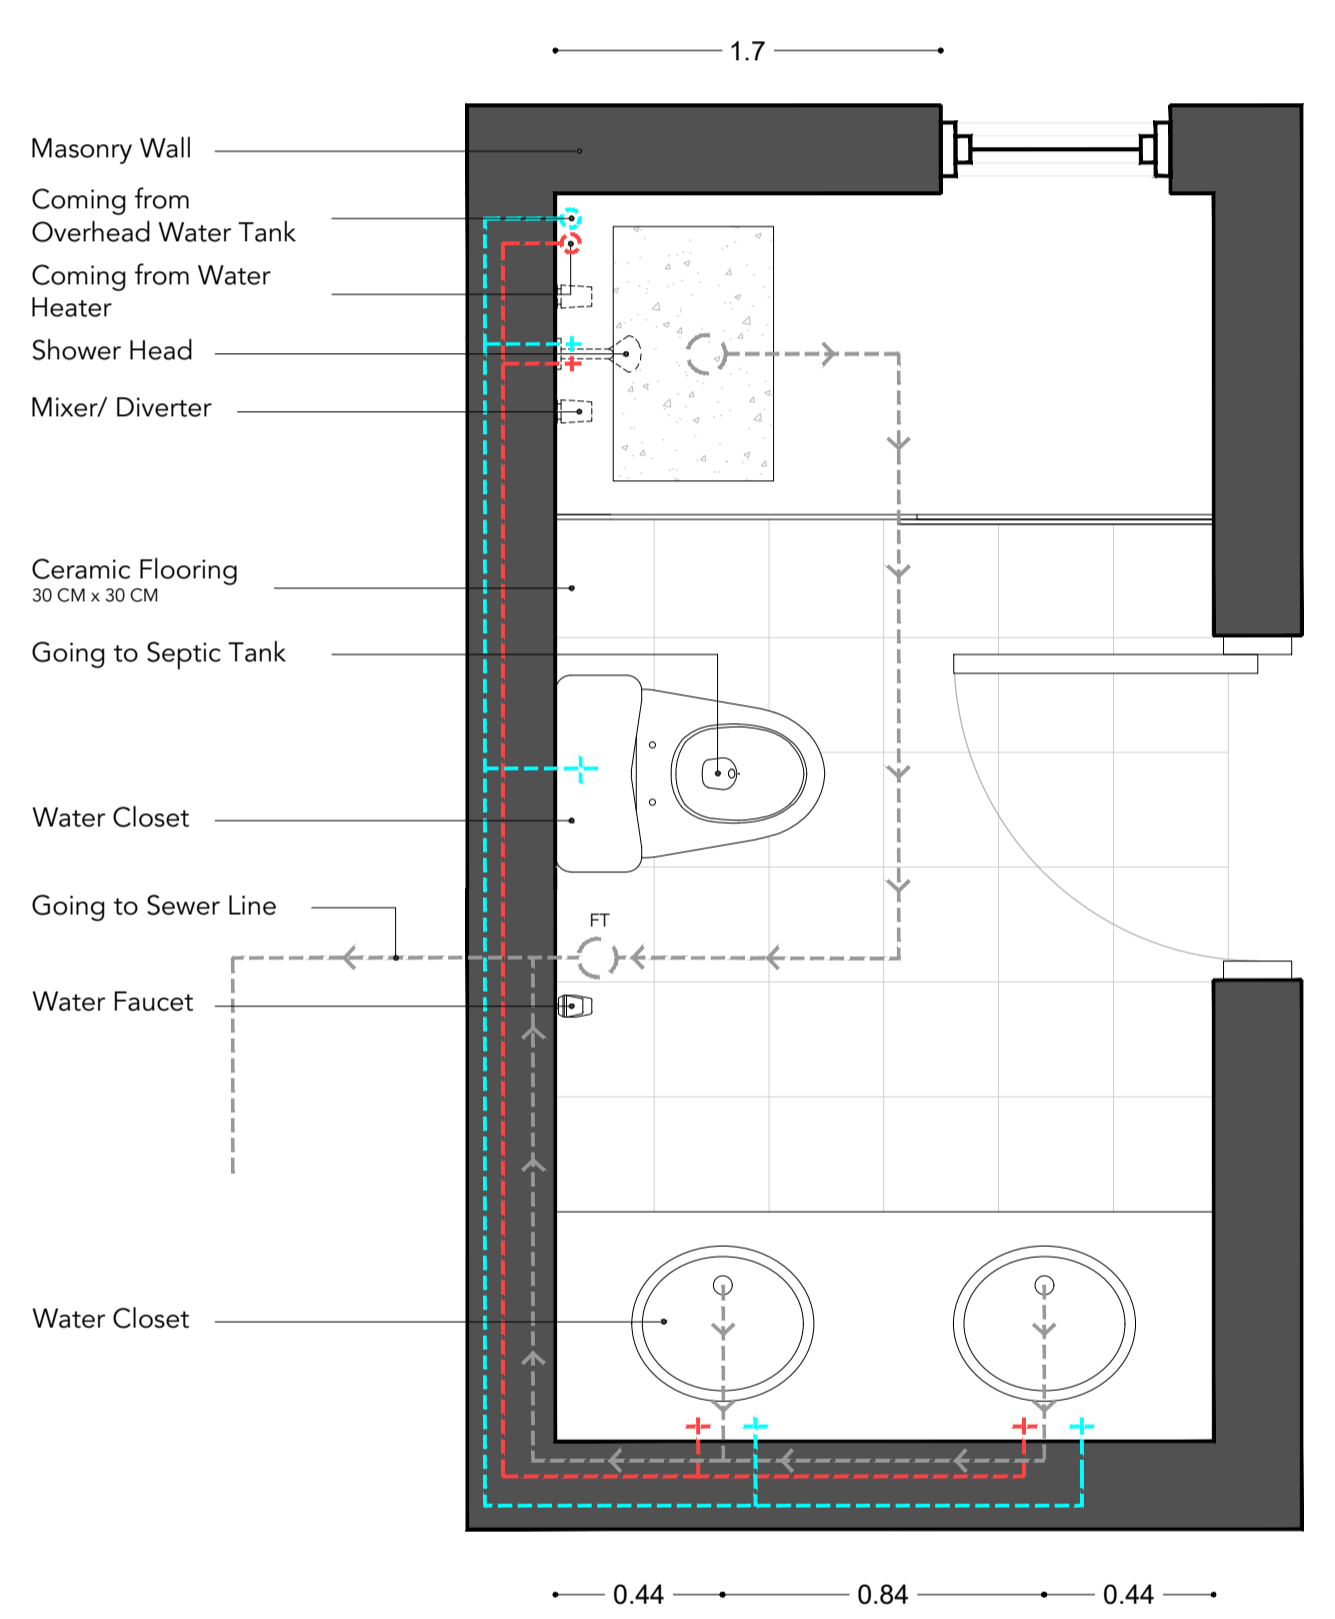 1.7
Masonry Wall
Coming from
Overhead Water Tank
Coming from Water
Heater
Shower Head
Mixer/ Diverter
Ceramic Flooring
30 CM x 30 CM
Going to Septic Tank
Water Closet
Going to Sewer Line
FT
Water Faucet
Water Closet
0.44
0.84
0.44